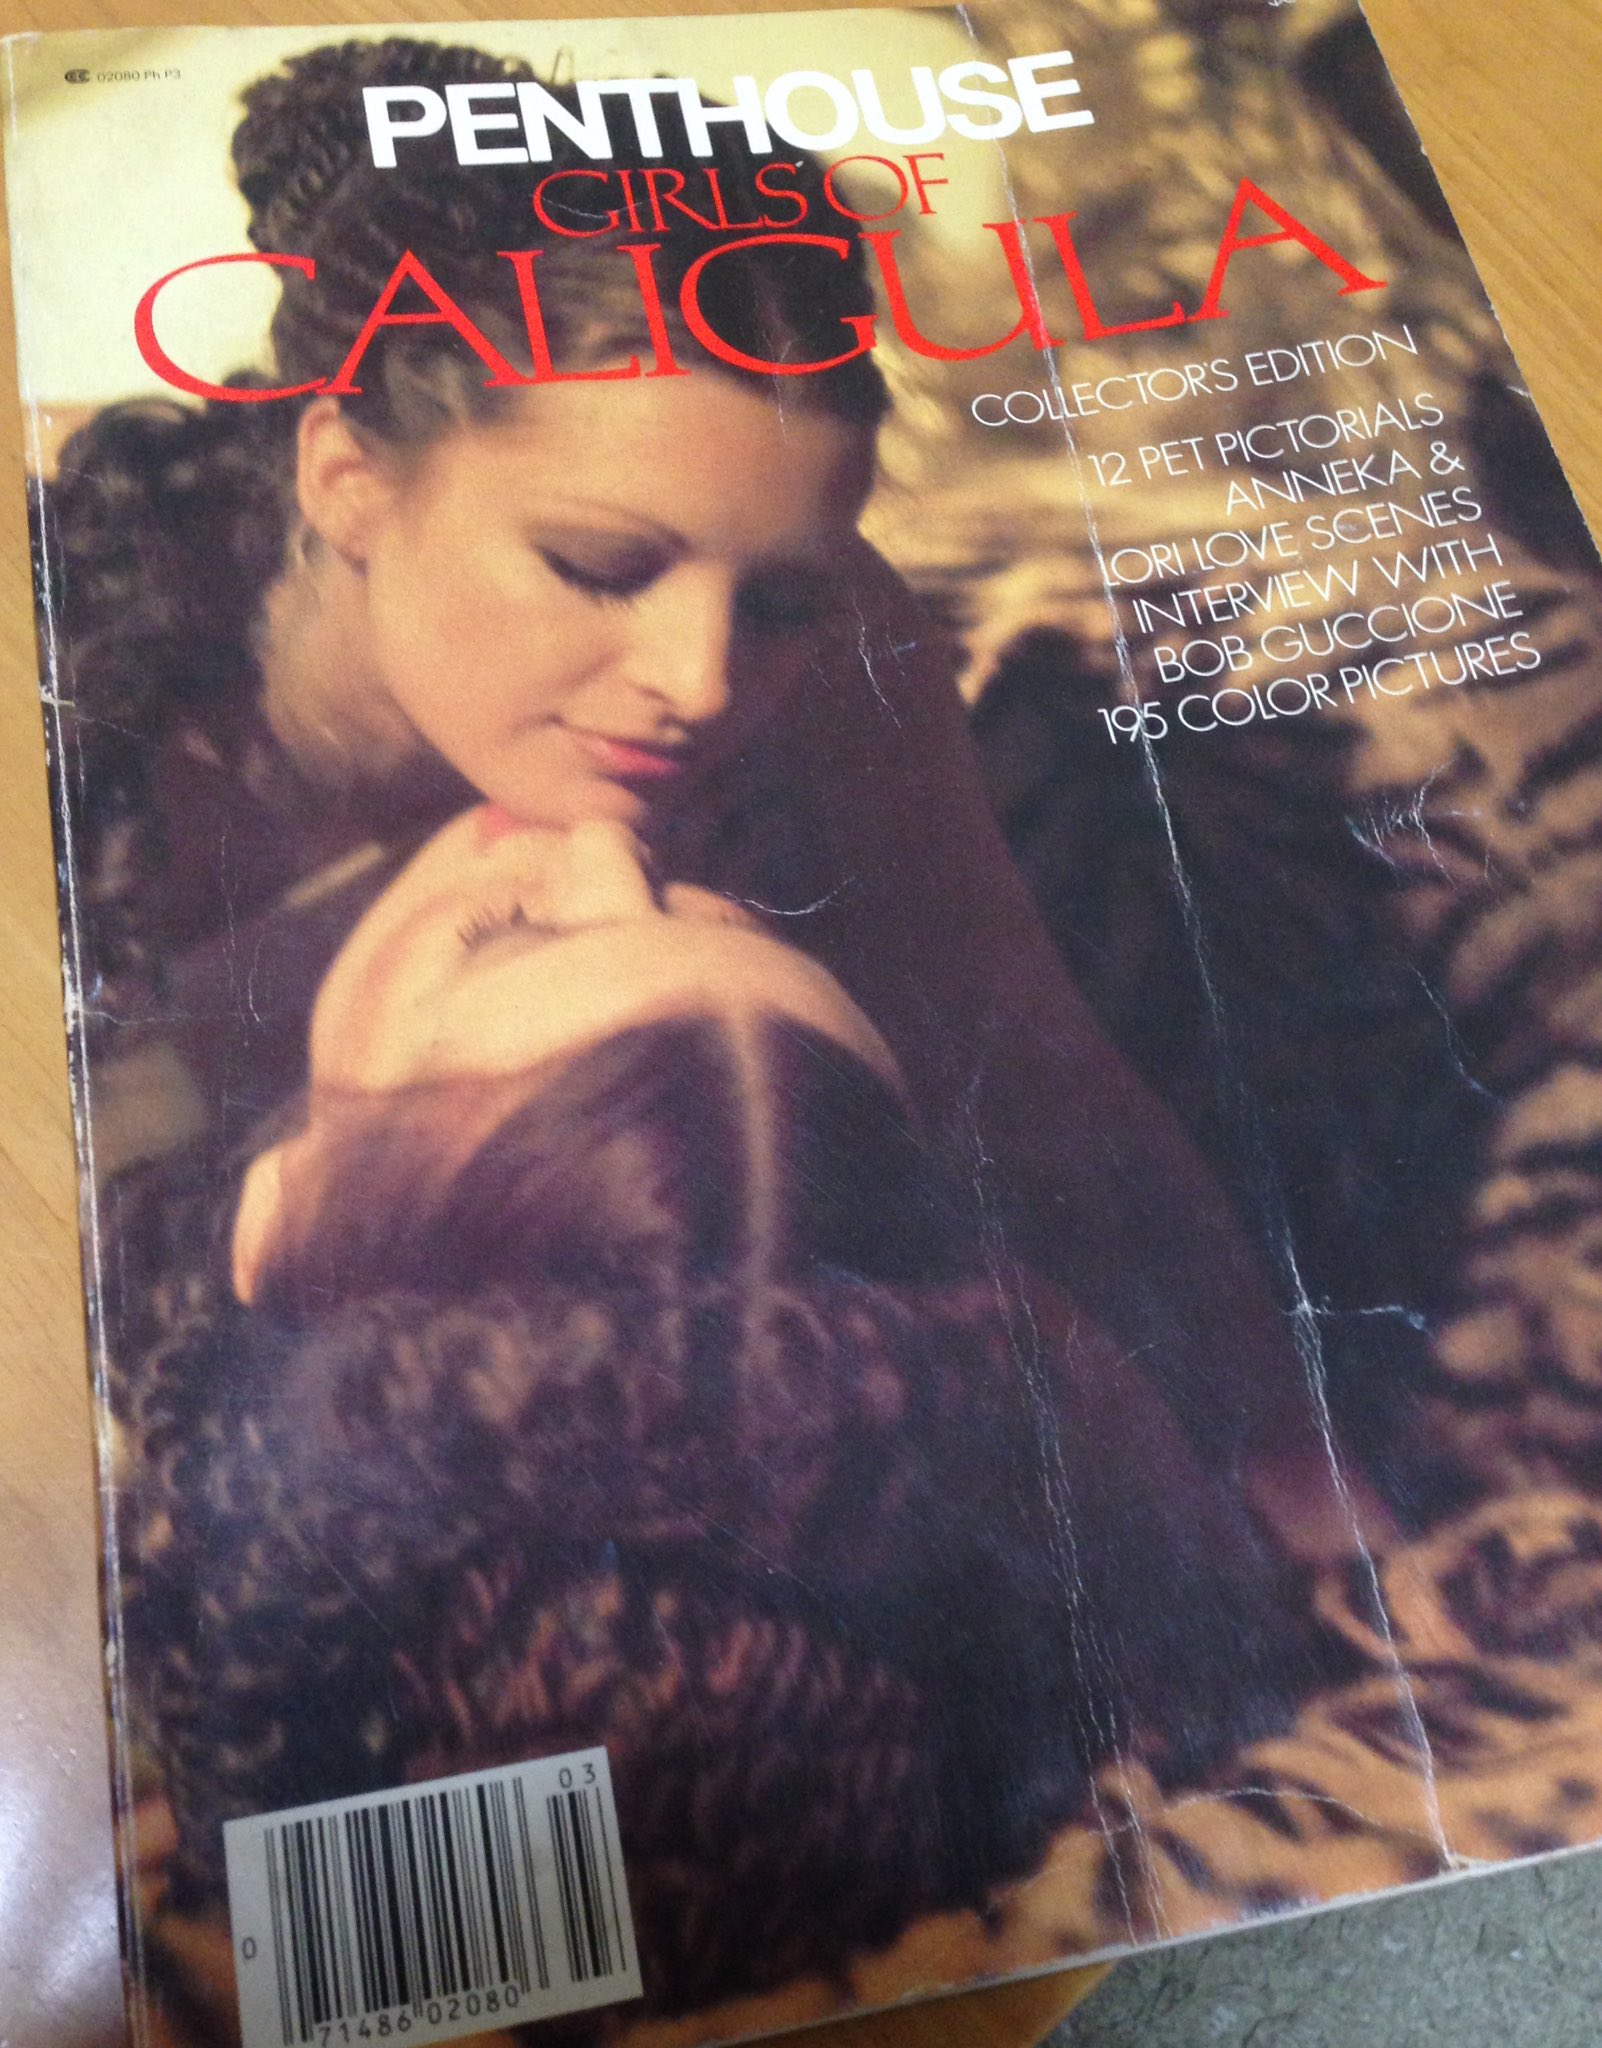 02080 Ph P3
PENTHOUSE
GIRLS OF
CALIGULA
COLLECTOR'S EDITION
12 PET PICTORIALS
ANNEKA &
LORI LOVE SCENES
INTERVIEW WITH
BOB GUCCIONE
195 COLOR PICTURES
03
0
71486 02080